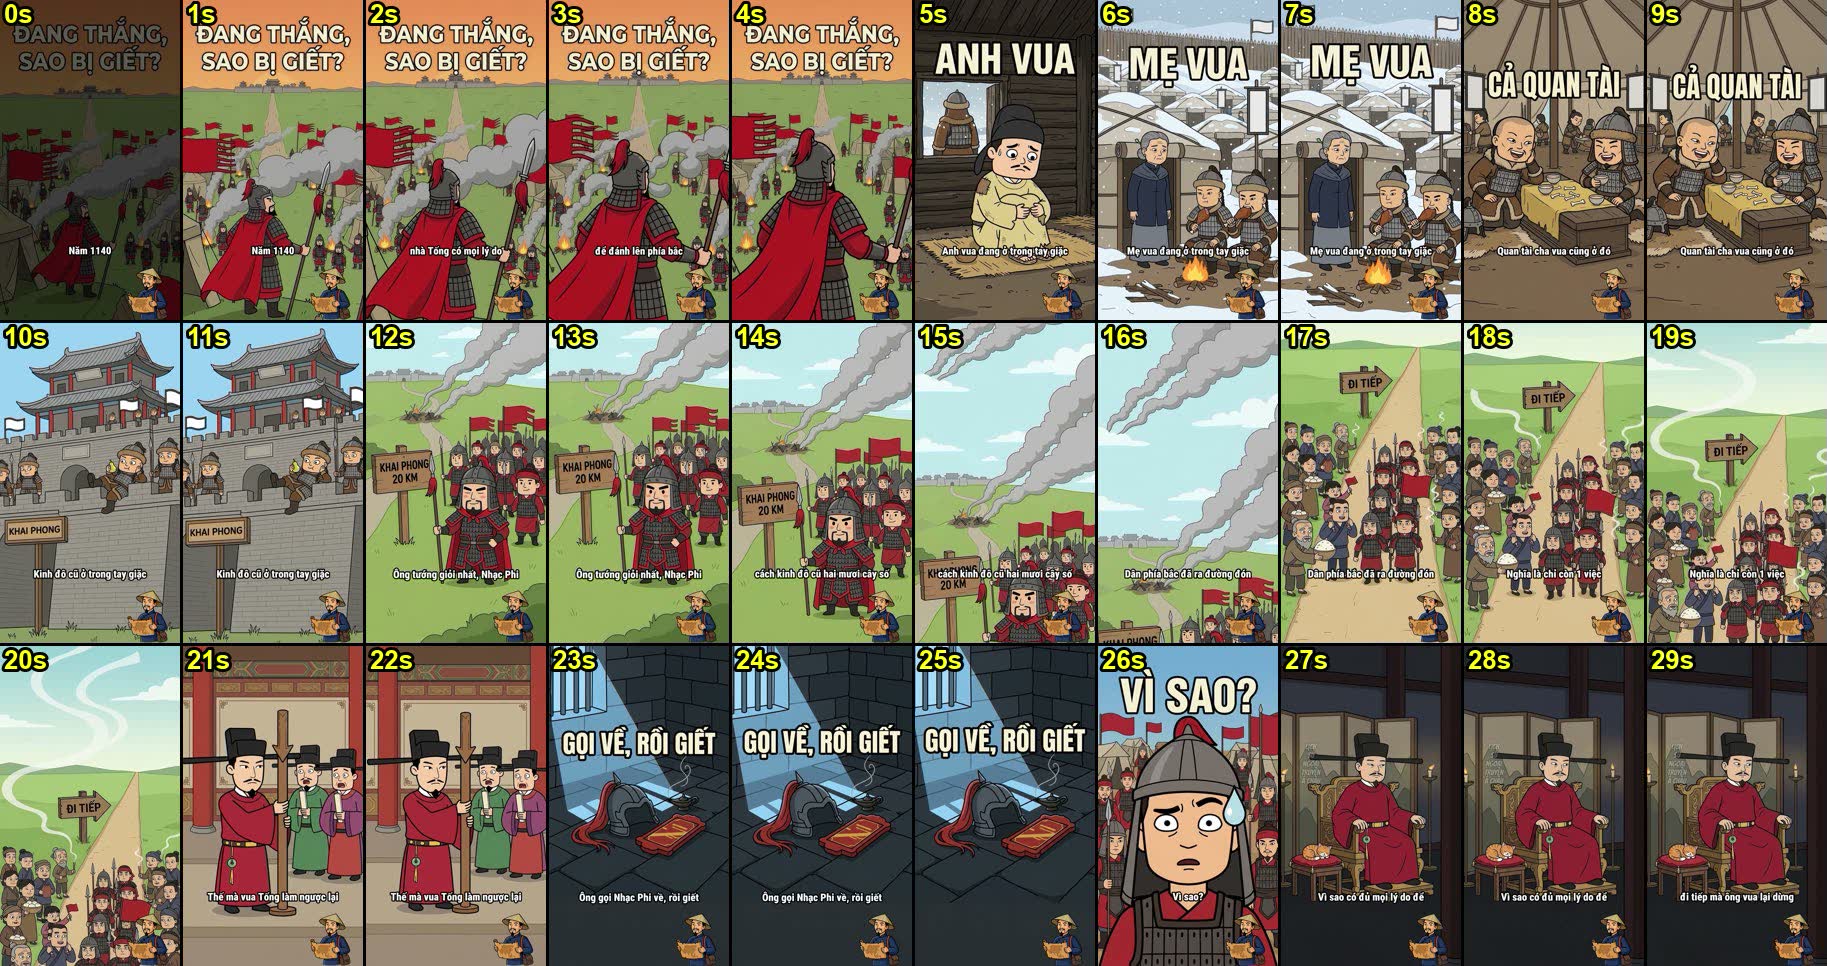 0s
ĐANG THẮNG,
SAO BỊ GIẾT?
Năm 1140
1s
ĐANG THẮNG,
SAO BỊ GIẾT?
Năm 1140
2s
ĐANG THẮNG,
SAO BỊ GIẾT?
nhà Tống có mọi lý do
3s
ĐANG THẮNG,
SAO BỊ GIẾT?
để đánh lên phía bắc
4s
ĐANG THẮNG,
SAO BỊ GIẾT?
5s
ANH VUA
Anh vua đang ở trong tay giặc
6s
MẸ VUA
Mẹ vua đang ở trong tay giặc
7s
MẸ VUA
Mẹ vua đang ở trong tay giặc
8s
CẢ QUAN TÀI
Quan tài cha vua cũng ở đó
9s
CẢ QUAN TÀI
Quan tài cha vua cũng ở đó
10s
KHAI PHONG
Kinh đô cũ ở trong tay giặc
11s
KHAI PHONG
Kinh đô cũ ở trong tay giặc
12s
KHAI PHONG
20 KM
Ông tướng giỏi nhất, Nhạc Phi
13s
KHAI PHONG
20 KM
Ông tướng giỏi nhất, Nhạc Phi
14s
KHAI PHONG
20 KM
cách kinh đô cũ hai mươi cây số
15s
KHAI PHONG
20 KM
cách kinh đô cũ hai mươi cây số
16s
Dân phía bắc đã ra đường đón
KHAI PHONG
17s
ĐI TIẾP
Dân phía bắc đã ra đường đón
18s
ĐI TIẾP
Nghĩa là chỉ còn 1 việc
19s
ĐI TIẾP
Nghĩa là chỉ còn 1 việc
20s
ĐI TIẾP
21s
Thế mà vua Tống làm ngược lại
22s
Thế mà vua Tống làm ngược lại
23s
GỌI VỀ, RỒI GIẾT
Ông gọi Nhạc Phi về, rồi giết
24s
GỌI VỀ, RỒI GIẾT
Ông gọi Nhạc Phi về, rồi giết
25s
GỌI VỀ, RỒI GIẾT
26s
VÌ SAO?
Vì sao?
27s
Vì sao có đủ mọi lý do để
28s
Vì sao có đủ mọi lý do để
29s
đi tiếp mà ông vua lại dừng